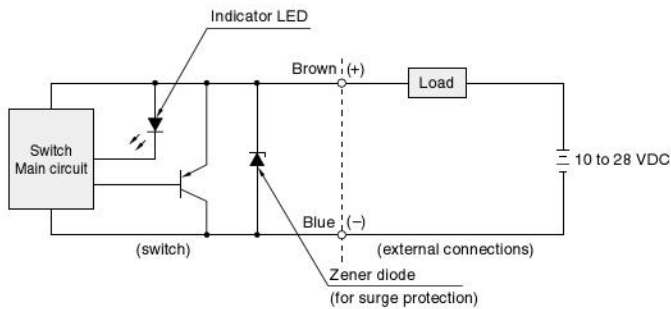 Indicator LED
Brown (+)
Load
Switch
Main circuit
10 to 28 VDC
Blue (–)
(switch)
(external connections)
Zener diode
(for surge protection)